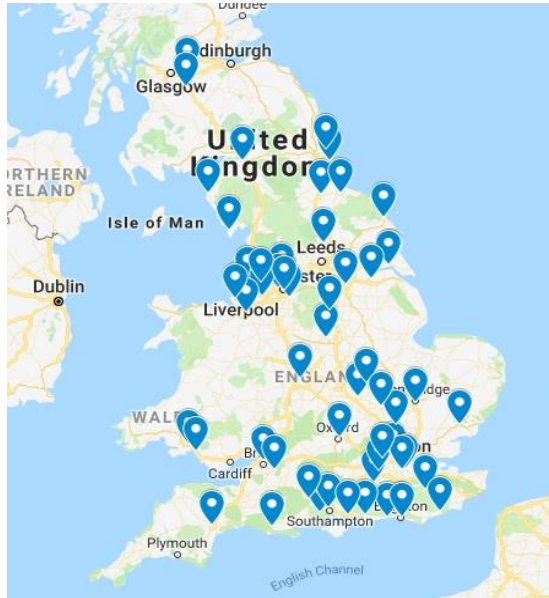 Dundee
Edinburgh
Glasgow
United
Kingdom
NORTHERN
IRELAND
Isle of Man
Leeds
Dublin
Liverpool
ENGLAND
Oxford
Cardiff
Southampton
Plymouth
English Channel